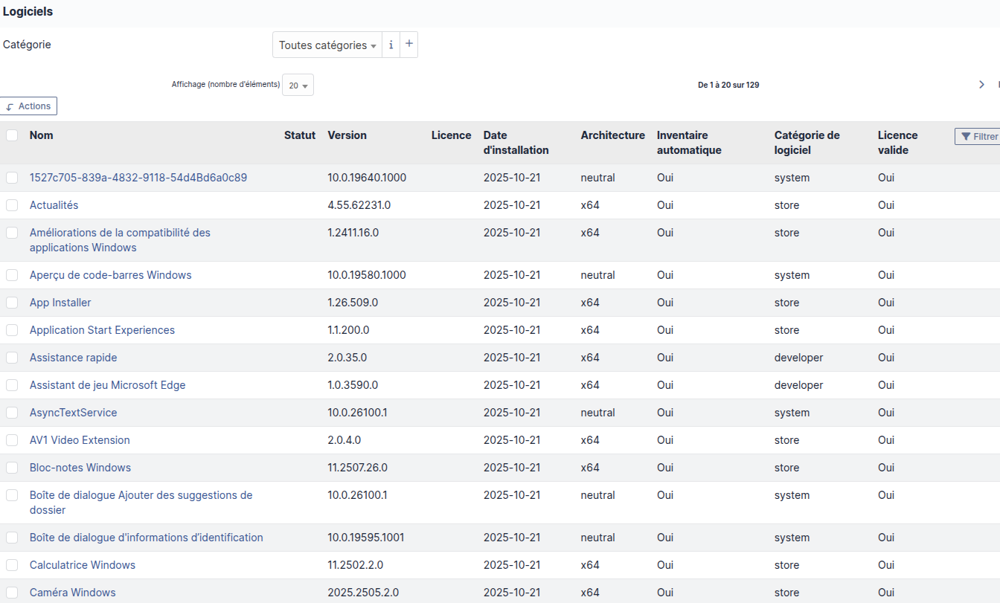 Logiciels
Catégorie Toutes catégories i +
Affichage (nombre d'éléments) 20 De 1 à 20 sur 129
Actions
Nom Statut Version Licence Date Architecture Inventaire Catégorie de Licence Filtrer
d'installation automatique logiciel valide
1527c705-839a-4832-9118-54d4Bd6a0c89 10.0.19640.1000 2025-10-21 neutral Oui system Oui
Actualités 4.55.62231.0 2025-10-21 x64 Oui store Oui
Améliorations de la compatibilité des 1.2411.16.0 2025-10-21 x64 Oui store Oui
applications Windows
Aperçu de code-barres Windows 10.0.19580.1000 2025-10-21 neutral Oui system Oui
App Installer 1.26.509.0 2025-10-21 x64 Oui store Oui
Application Start Experiences 1.1.200.0 2025-10-21 x64 Oui store Oui
Assistance rapide 2.0.35.0 2025-10-21 x64 Oui developer Oui
Assistant de jeu Microsoft Edge 1.0.3590.0 2025-10-21 x64 Oui developer Oui
AsyncTextService 10.0.26100.1 2025-10-21 neutral Oui system Oui
AV1 Video Extension 2.0.4.0 2025-10-21 x64 Oui store Oui
Bloc-notes Windows 11.2507.26.0 2025-10-21 x64 Oui store Oui
Boîte de dialogue Ajouter des suggestions de 10.0.26100.1 2025-10-21 neutral Oui system Oui
dossier
Boîte de dialogue d'informations d'identification 10.0.19595.1001 2025-10-21 neutral Oui system Oui
Calculatrice Windows 11.2502.2.0 2025-10-21 x64 Oui store Oui
Caméra Windows 2025.2505.2.0 2025-10-21 x64 Oui store Oui